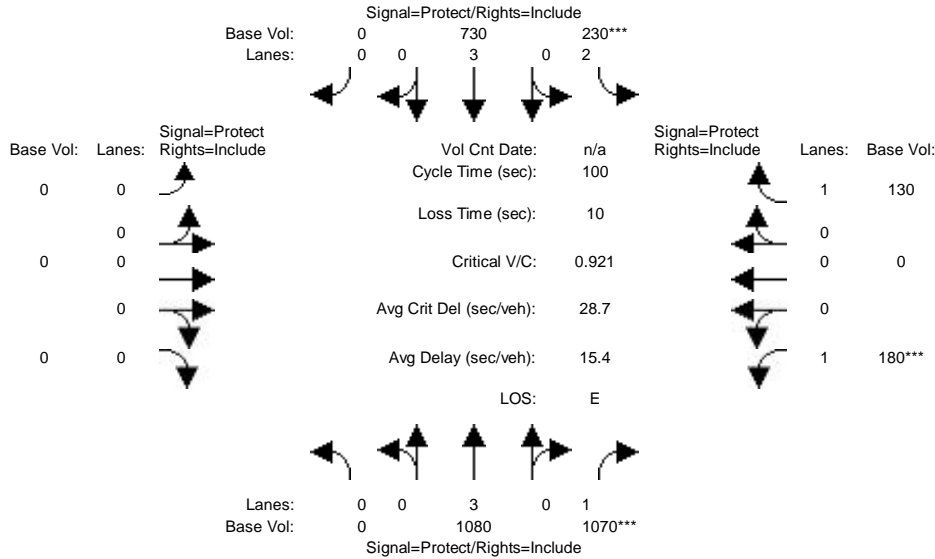 Signal=Protect/Rights=Include
Base Vol: 0 730 230***
Lanes: 0 0 3 0 2
Signal=Protect
Base Vol: Lanes: Rights=Include
Vol Cnt Date: n/a
Signal=Protect
Rights=Include Lanes: Base Vol:
Cycle Time (sec): 100
0 0
1 130
Loss Time (sec): 10
0
0
0 0
Critical V/C: 0.921
0 0
0
Avg Crit Del (sec/veh): 28.7
0
0 0
Avg Delay (sec/veh): 15.4
1 180***
LOS: E
Lanes: 0 0 3 0 1
Base Vol: 0 1080 1070***
Signal=Protect/Rights=Include